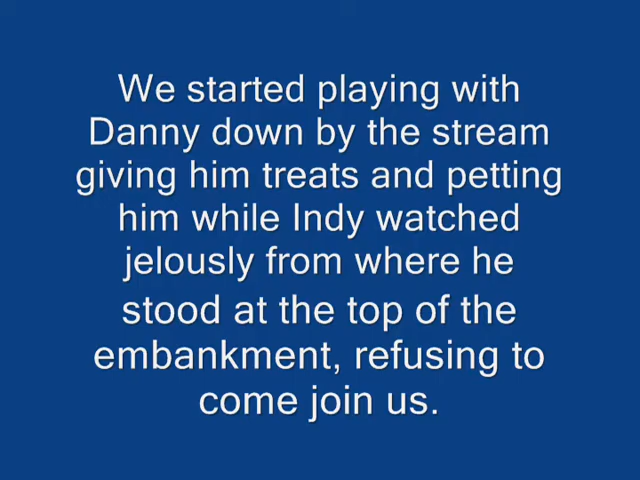 We started playing with
Danny down by the stream
giving him treats and petting
him while Indy watched
jelously from where he
stood at the top of the
embankment, refusing to
come join us.